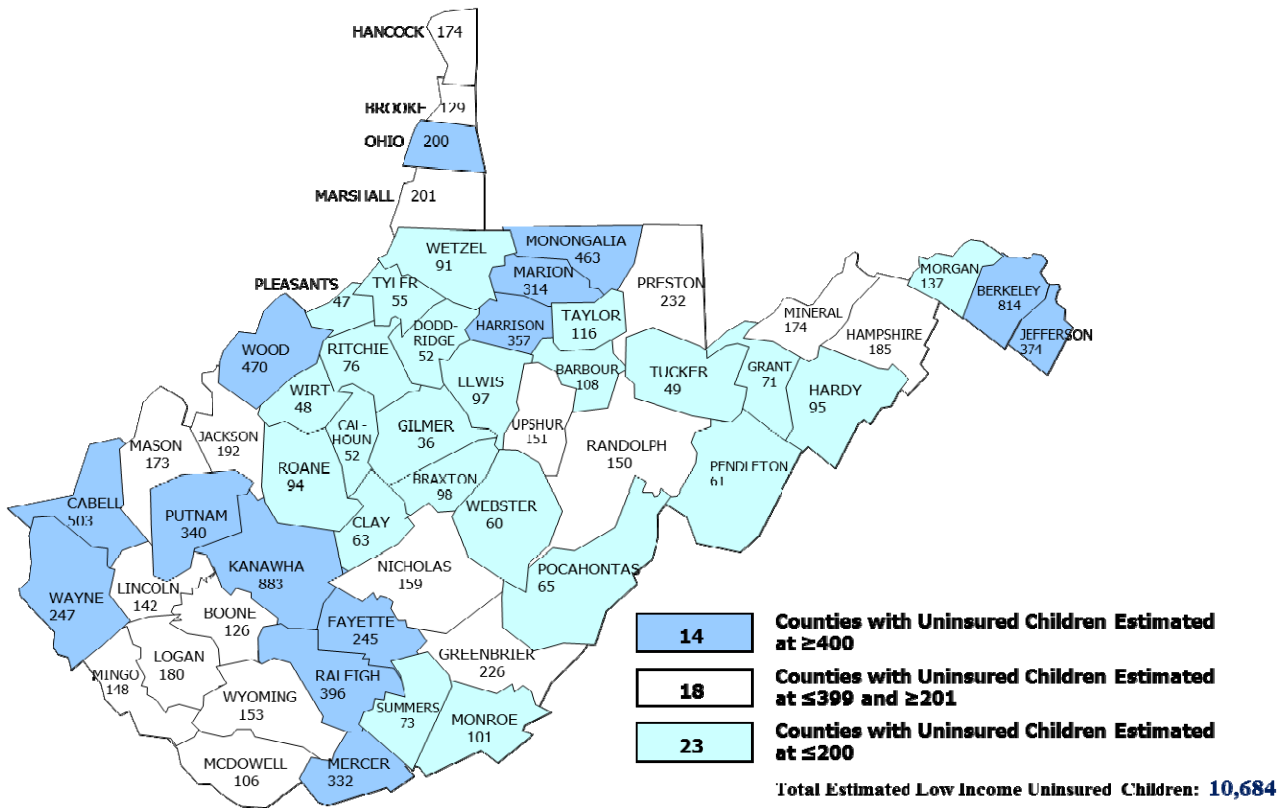 HANCOCK 174
BROOKE 129
OHIO 200
MARSHALL 201
WETZEL
91
MONONGALIA
463
MARION
314
PRESTON
232
PLEASANTS
47
TYLER
55
DODD-
RIDGE
52
HARRISON
357
TAYLOR
116
MORGAN
137
BERKELEY
814
JEFFERSON
374
MINERAL
174
HAMPSHIRE
185
WOOD
470
RITCHIE
76
WIRT
48
LEWIS
97
BARBOUR
108
TUCKER
49
GRANT
71
HARDY
95
CAL-
HOUN
52
GILMER
36
UPSHUR
151
RANDOLPH
150
PENDLETON
61
MASON
173
JACKSON
192
ROANE
94
BRAXTON
98
WEBSTER
60
CABELL
503
PUTNAM
340
CLAY
63
KANAWHA
883
NICHOLAS
159
POCAHONTAS
65
WAYNE
247
LINCOLN
142
BOONE
126
FAYETTE
245
GREENBRIER
226
MINGO
148
LOGAN
180
RALEIGH
396
WYOMING
153
SUMMERS
73
MONROE
101
MCDOWELL
106
MERCER
332
14 Counties with Uninsured Children Estimated
at ≥400
18 Counties with Uninsured Children Estimated
at ≤399 and ≥201
23 Counties with Uninsured Children Estimated
at ≤200
Total Estimated Low Income Uninsured Children: 10,684